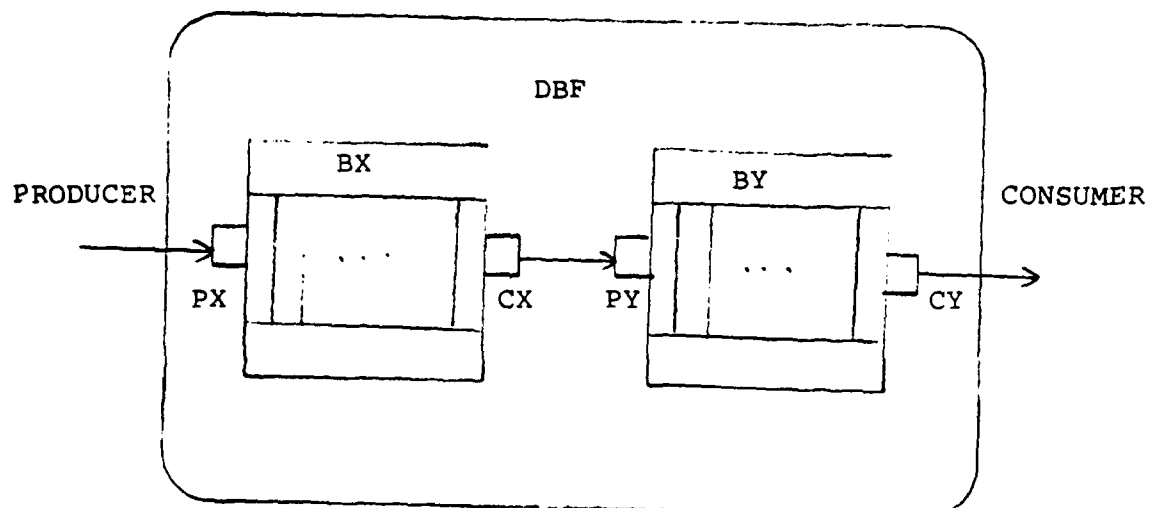 DBF
BX
BY
PRODUCER
CONSUMER
...
...
PX
CX
PY
CY